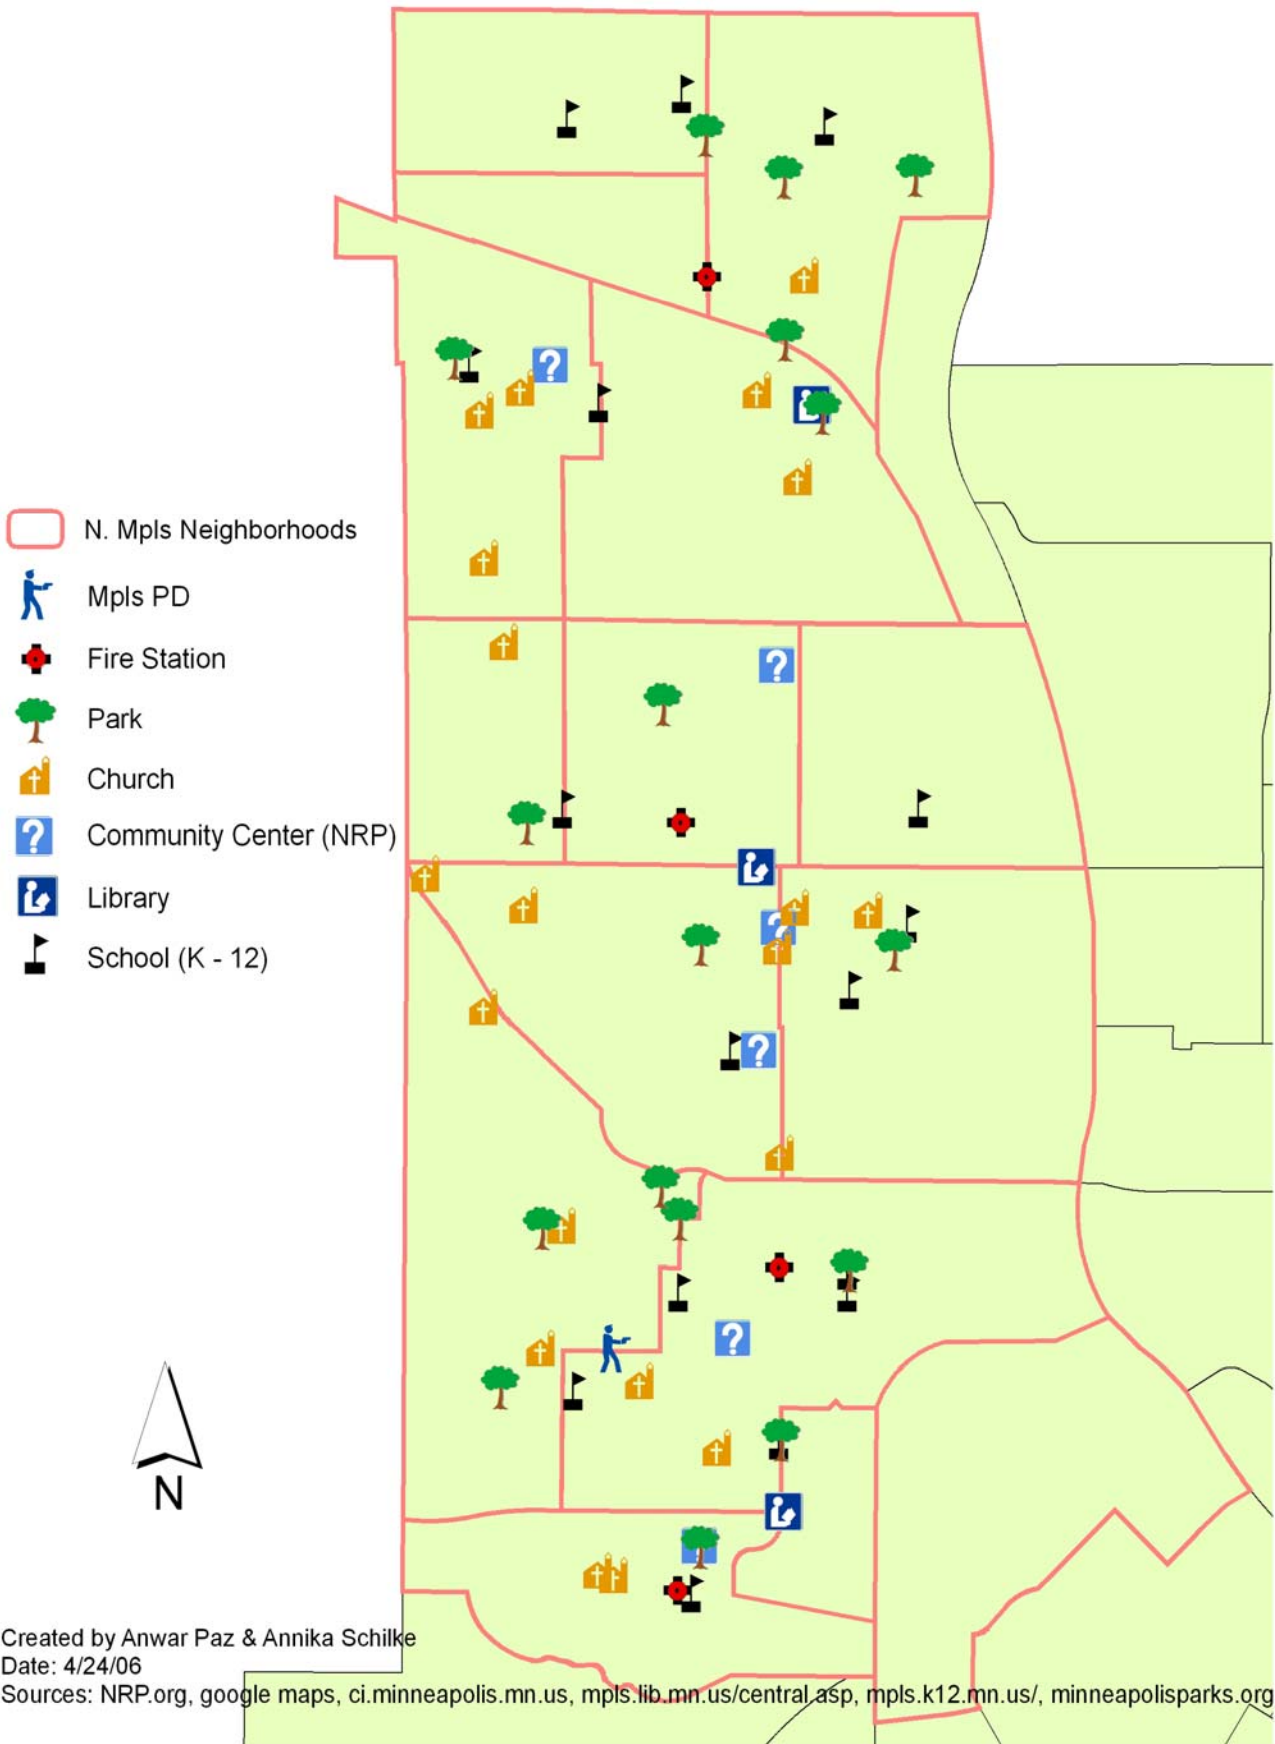 N. Mpls Neighborhoods
Mpls PD
Fire Station
Park
Church
Community Center (NRP)
Library
School (K - 12)
N
Created by Anwar Paz & Annika Schilke
Date: 4/24/06
Sources: NRP.org, google maps, ci.minneapolis.mn.us, mpls.lib.mn.us/central.asp, mpls.k12.mn.us/, minneapolisparks.org